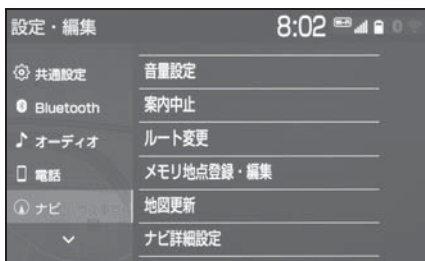 設定・編集
8:02
共通設定
Bluetooth
オーディオ
電話
ナビ
音量設定
案内中止
ルート変更
メモリ地点登録・編集
地図更新
ナビ詳細設定